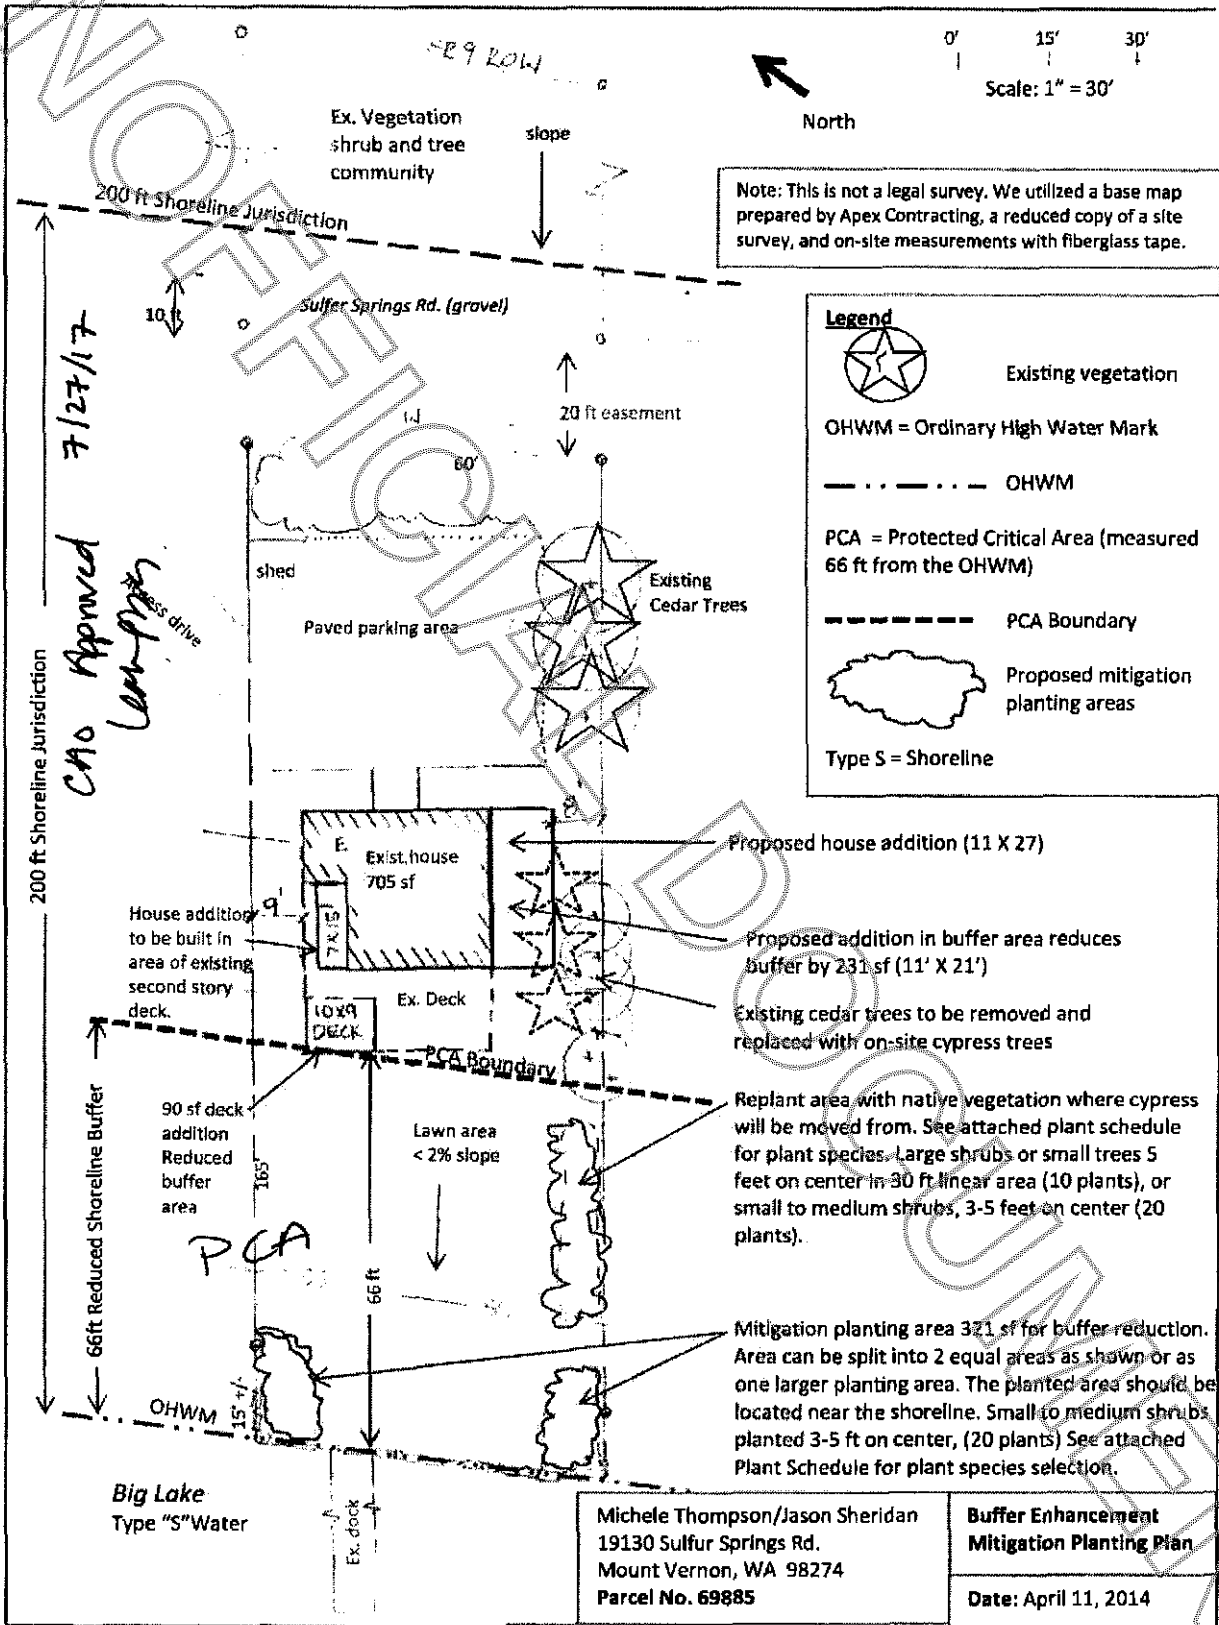 UNOFFICIAL DOCUMENT
0' 15' 30'
Scale: 1" = 30'
North
Ex. Vegetation
shrub and tree
community
slope
Note: This is not a legal survey. We utilized a base map
prepared by Apex Contracting, a reduced copy of a site
survey, and on-site measurements with fiberglass tape.
200 ft Shoreline Jurisdiction
10 ft
Sulfer Springs Rd. (gravel)
20 ft easement
60'
Legend
Existing vegetation
OHWM = Ordinary High Water Mark
OHWM
PCA = Protected Critical Area (measured
66 ft from the OHWM)
PCA Boundary
Proposed mitigation
planting areas
Type S = Shoreline
200 ft Shoreline Jurisdiction
CAO Approved 7/27/17
drive
shed
Paved parking area
Existing
Cedar Trees
8'
E.
Exist.house
705 sf
9'
7X15
House addition
to be built in
area of existing
second story
deck.
10X9
DECK
Ex. Deck
PCA Boundary
Proposed house addition (11 X 27)
Proposed addition in buffer area reduces
buffer by 231 sf (11' X 21')
Existing cedar trees to be removed and
replaced with on-site cypress trees
66ft Reduced Shoreline Buffer
90 sf deck
addition
Reduced
buffer
area
165'
Lawn area
< 2% slope
66 ft
PCA
Replant area with native vegetation where cypress
will be moved from. See attached plant schedule
for plant species. Large shrubs or small trees 5
feet on center in 30 ft linear area (10 plants), or
small to medium shrubs, 3-5 feet on center (20
plants).
Mitigation planting area 321 sf for buffer reduction.
Area can be split into 2 equal areas as shown or as
one larger planting area. The planted area should be
located near the shoreline. Small to medium shrubs
planted 3-5 ft on center, (20 plants) See attached
Plant Schedule for plant species selection.
OHWM
15' +/-
Big Lake
Type "S"Water
Ex. dock
Michele Thompson/Jason Sheridan
19130 Sulfur Springs Rd.
Mount Vernon, WA 98274
Parcel No. 69885
Buffer Enhancement
Mitigation Planting Plan
Date: April 11, 2014